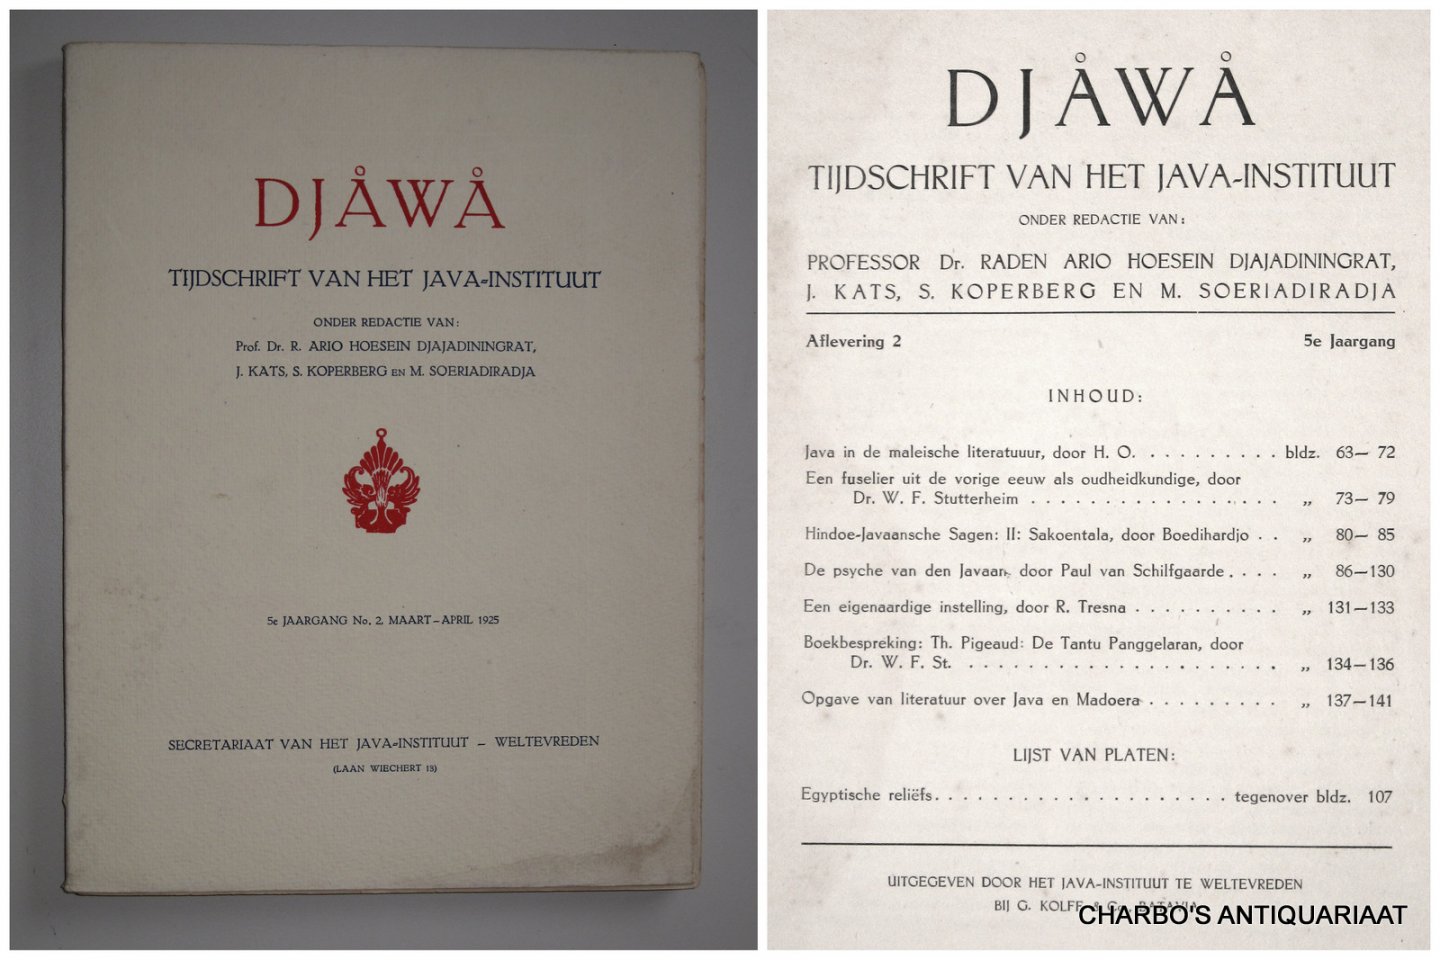 DJÅWÅ
TIJDSCHRIFT VAN HET JAVA-INSTITUUT
ONDER REDACTIE VAN:
Prof. Dr. R. ARIO HOESEIN DJAJADININGRAT,
J. KATS, S. KOPERBERG EN M. SOERIADIRADJA
5e JAARGANG No. 2, MAART–APRIL 1925
SECRETARIAAT VAN HET JAVA-INSTITUUT – WELTEVREDEN
(LAAN WIECHERT 13)
DJÅWÅ
TIJDSCHRIFT VAN HET JAVA-INSTITUUT
ONDER REDACTIE VAN:
PROFESSOR Dr. RADEN ARIO HOESEIN DJAJADININGRAT,
J. KATS, S. KOPERBERG EN M. SOERIADIRADJA
Aflevering 2 5e Jaargang
INHOUD:
Java in de maleische literatuuur, door H. O. . . . . . . . . . bldz. 63— 72
Een fuselier uit de vorige eeuw als oudheidkundige, door
Dr. W. F. Stutterheim . . . . . . . . . . . . . . . . . „ 73— 79
Hindoe-Javaansche Sagen: II: Sakoentala, door Boedihardjo . . „ 80— 85
De psyche van den Javaan, door Paul van Schilfgaarde . . . . „ 86—130
Een eigenaardige instelling, door R. Tresna . . . . . . . . . . „ 131—133
Boekbespreking: Th. Pigeaud: De Tantu Panggelaran, door
Dr. W. F. St. . . . . . . . . . . . . . . . . . . . . . „ 134—136
Opgave van literatuur over Java en Madoera . . . . . . . . . „ 137—141
LIJST VAN PLATEN:
Egyptische reliëfs. . . . . . . . . . . . . . . . . . . . . tegenover bldz. 107
UITGEGEVEN DOOR HET JAVA-INSTITUUT TE WELTEVREDEN
BIJ G. KOLFF & Co., BATAVIA
CHARBO'S ANTIQUARIAAT